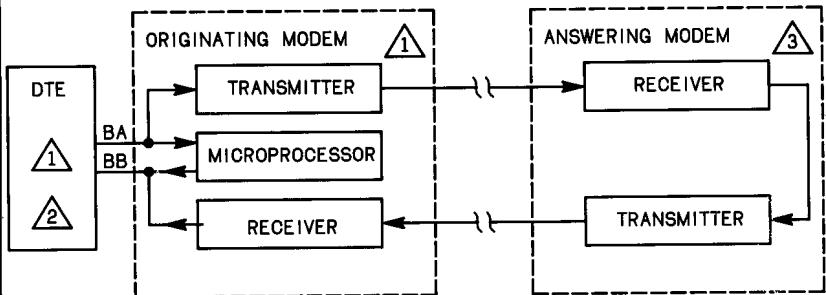 ORIGINATING MODEM
1
ANSWERING MODEM
3
DTE
1
2
BA
BB
TRANSMITTER
MICROPROCESSOR
RECEIVER
RECEIVER
TRANSMITTER